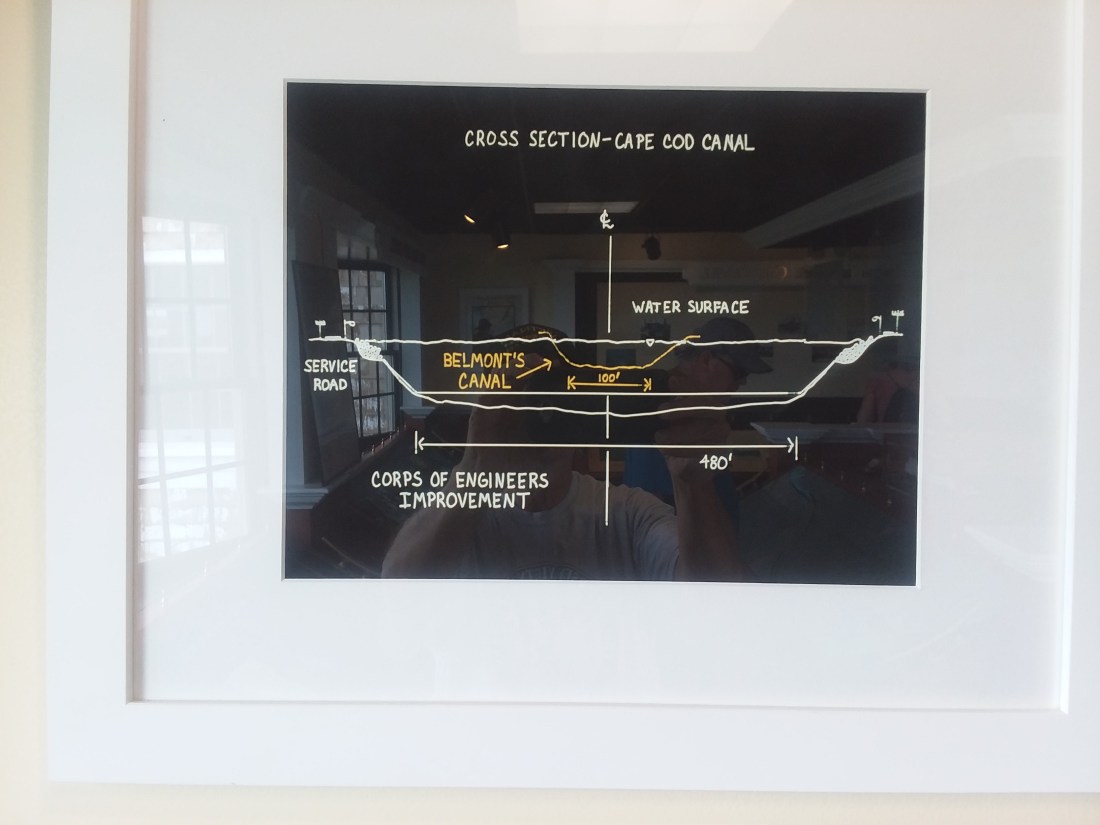 CROSS SECTION-CAPE COD CANAL
℄
WATER SURFACE
SERVICE
ROAD
BELMONT'S
CANAL
100'
480'
CORPS OF ENGINEERS
IMPROVEMENT